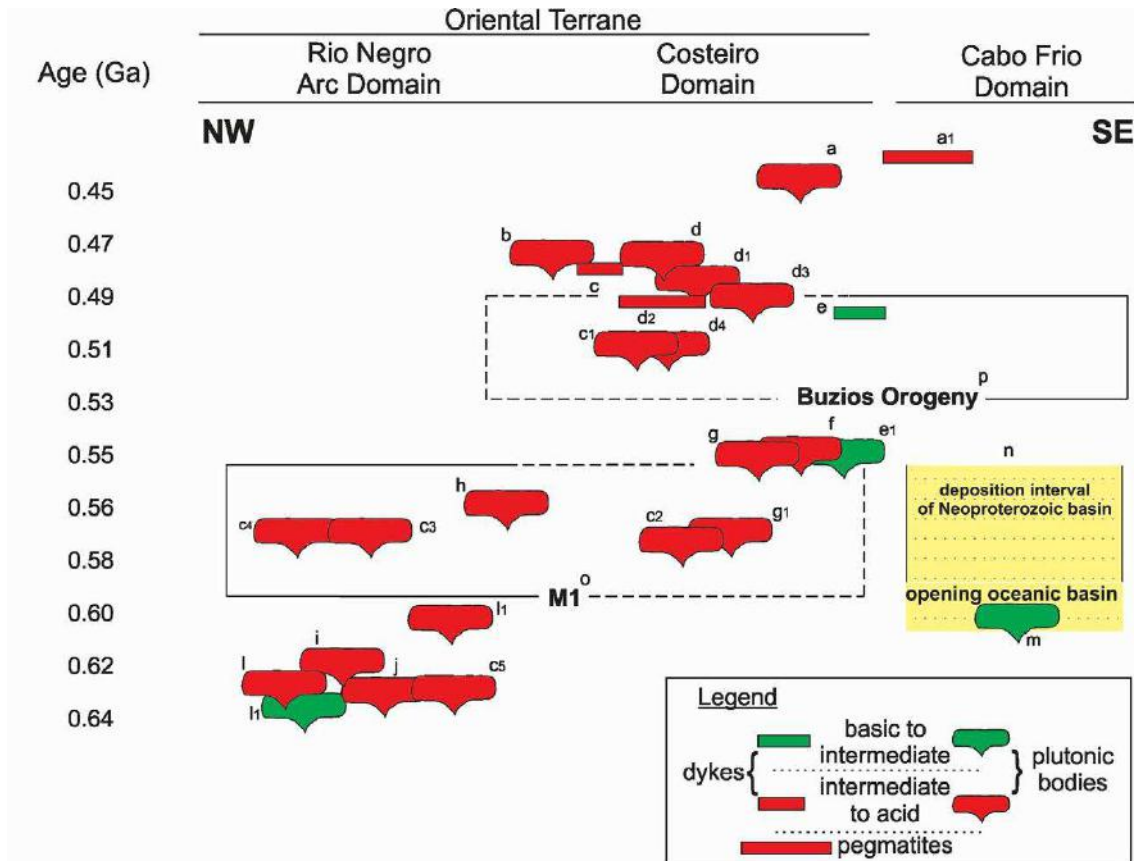 Oriental Terrane
Age (Ga)
Rio Negro
Arc Domain
Costeiro
Domain
Cabo Frio
Domain
NW
SE
a
a1
0.45
0.47
b
d
d1
d3
0.49
c
e
d2
0.51
c1
d4
0.53
Buzios Orogeny p
g
f
e1
0.55
n
deposition interval
of Neoproterozoic basin
0.56
h
c4
c3
c2
g1
0.58
opening oceanic basin
M1 o
0.60
l1
m
i
0.62
l
j
c5
l1
0.64
Legend
basic to
intermediate
dykes
plutonic
bodies
intermediate
to acid
pegmatites